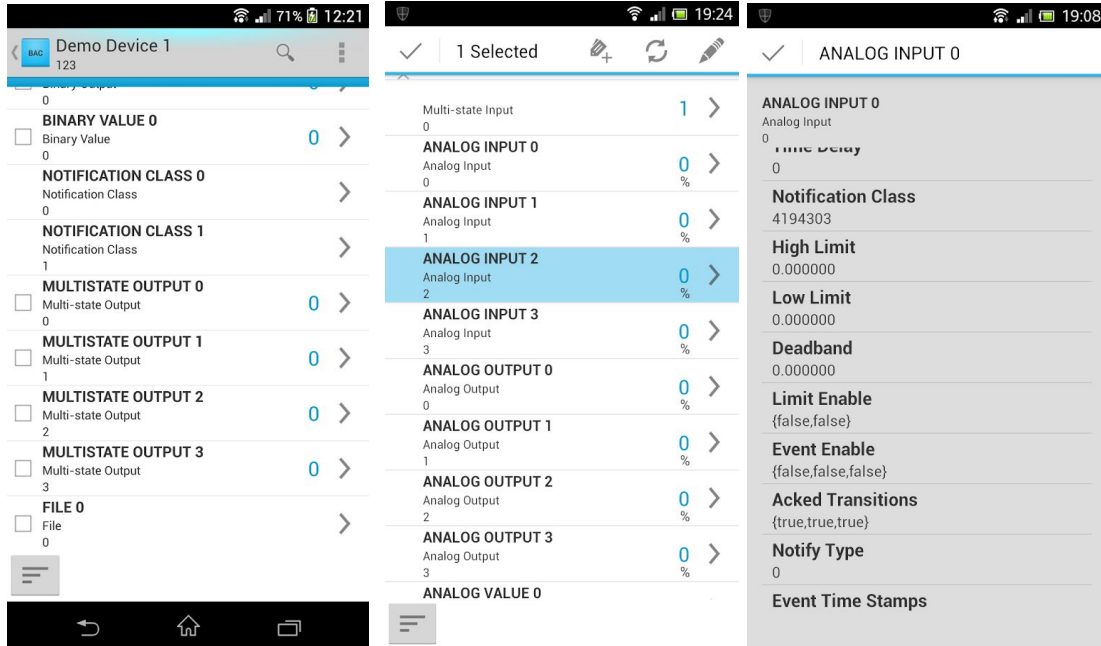 71% 12:21
BAC
Demo Device 1
123
Binary Output
0
BINARY VALUE 0
Binary Value
0
0
NOTIFICATION CLASS 0
Notification Class
0
NOTIFICATION CLASS 1
Notification Class
1
MULTISTATE OUTPUT 0
Multi-state Output
0
0
MULTISTATE OUTPUT 1
Multi-state Output
0
1
MULTISTATE OUTPUT 2
Multi-state Output
0
2
MULTISTATE OUTPUT 3
Multi-state Output
0
3
FILE 0
File
0
19:24
1 Selected
Multi-state Input
1
0
ANALOG INPUT 0
Analog Input
0
0
%
ANALOG INPUT 1
Analog Input
0
1
%
ANALOG INPUT 2
Analog Input
0
2
%
ANALOG INPUT 3
Analog Input
0
3
%
ANALOG OUTPUT 0
Analog Output
0
0
%
ANALOG OUTPUT 1
Analog Output
0
1
%
ANALOG OUTPUT 2
Analog Output
0
2
%
ANALOG OUTPUT 3
Analog Output
0
3
%
ANALOG VALUE 0
19:08
ANALOG INPUT 0
ANALOG INPUT 0
Analog Input
0
Time Delay
0
Notification Class
4194303
High Limit
0.000000
Low Limit
0.000000
Deadband
0.000000
Limit Enable
{false,false}
Event Enable
{false,false,false}
Acked Transitions
{true,true,true}
Notify Type
0
Event Time Stamps